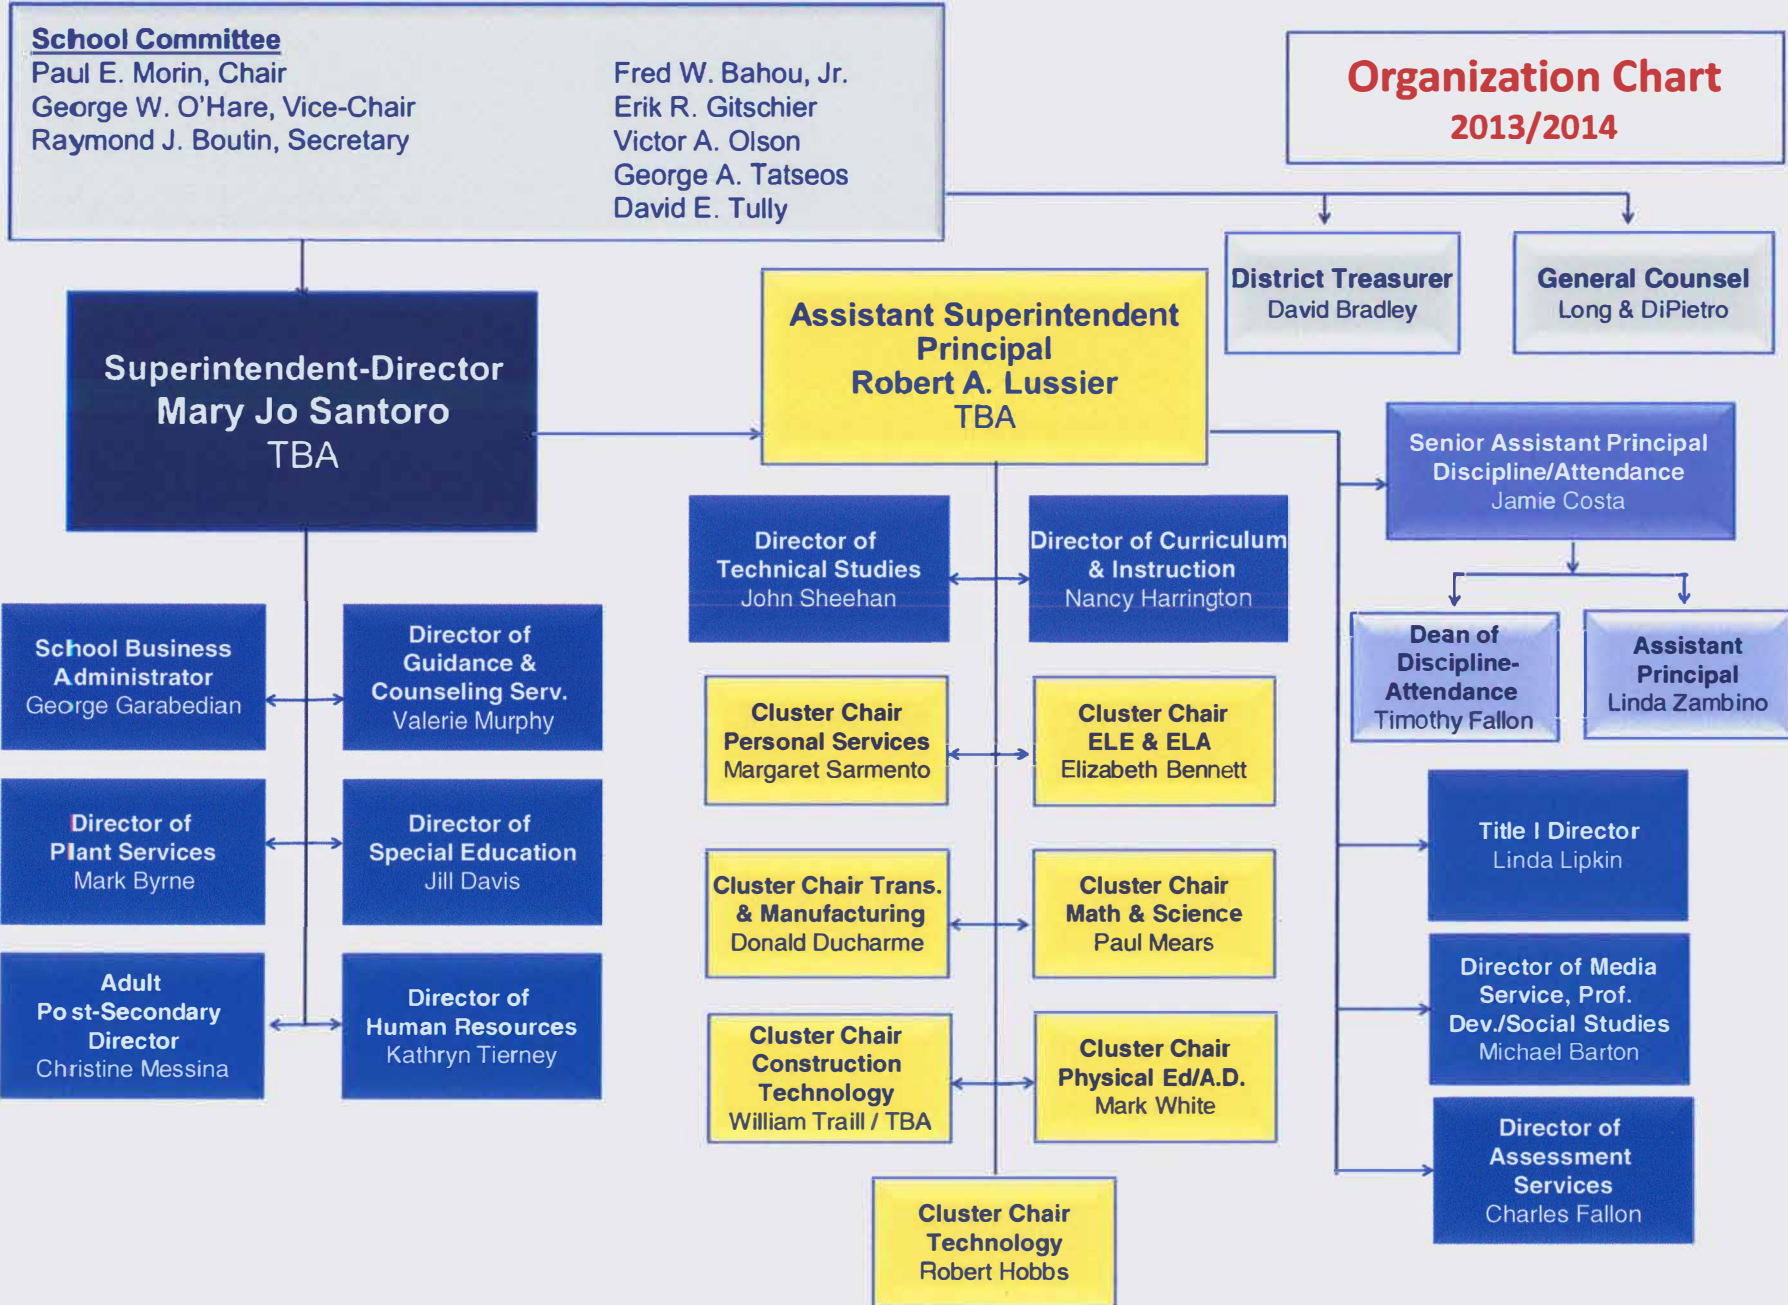 School Committee
Paul E. Morin, Chair
George W. O'Hare, Vice-Chair
Raymond J. Boutin, Secretary
Fred W. Bahou, Jr.
Erik R. Gitschier
Victor A. Olson
George A. Tatseos
David E. Tully
Organization Chart
2013/2014
District Treasurer
David Bradley
General Counsel
Long & DiPietro
Superintendent-Director
Mary Jo Santoro
TBA
Assistant Superintendent
Principal
Robert A. Lussier
TBA
Senior Assistant Principal
Discipline/Attendance
Jamie Costa
Dean of
Discipline-
Attendance
Timothy Fallon
Assistant
Principal
Linda Zambino
School Business
Administrator
George Garabedian
Director of
Guidance &
Counseling Serv.
Valerie Murphy
Director of
Plant Services
Mark Byrne
Director of
Special Education
Jill Davis
Adult
Post-Secondary
Director
Christine Messina
Director of
Human Resources
Kathryn Tierney
Director of
Technical Studies
John Sheehan
Director of Curriculum
& Instruction
Nancy Harrington
Cluster Chair
Personal Services
Margaret Sarmento
Cluster Chair
ELE & ELA
Elizabeth Bennett
Cluster Chair Trans.
& Manufacturing
Donald Ducharme
Cluster Chair
Math & Science
Paul Mears
Cluster Chair
Construction
Technology
William Traill / TBA
Cluster Chair
Physical Ed/A.D.
Mark White
Cluster Chair
Technology
Robert Hobbs
Title I Director
Linda Lipkin
Director of Media
Service, Prof.
Dev./Social Studies
Michael Barton
Director of
Assessment
Services
Charles Fallon